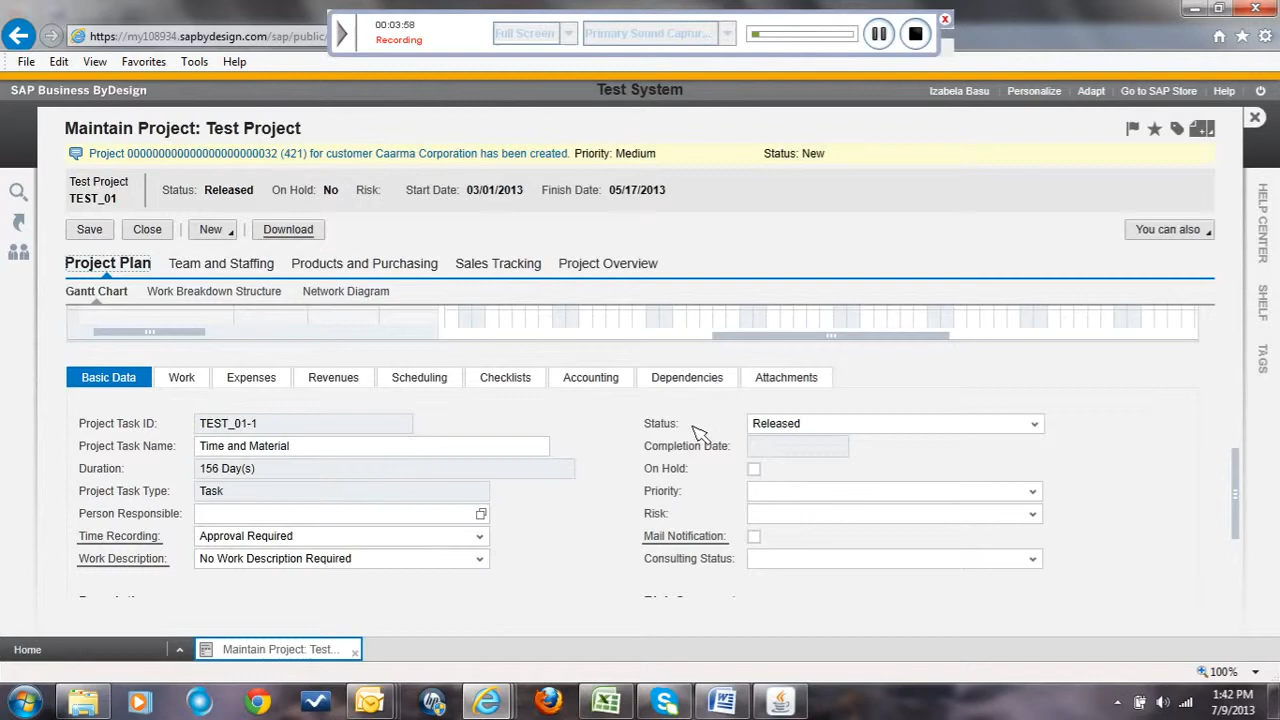 00:03:58
Recording
Full Screen
Primary Sound Captur...
https://my108934.sapbydesign.com/sap/public/
File Edit View Favorites Tools Help
SAP Business ByDesign
Test System
Izabela Basu Personalize Adapt Go to SAP Store Help
Maintain Project: Test Project
Project 00000000000000000000032 (421) for customer Caarma Corporation has been created. Priority: Medium Status: New
Test Project
TEST_01
Status: Released On Hold: No Risk: Start Date: 03/01/2013 Finish Date: 05/17/2013
Save Close New Download You can also
Project Plan Team and Staffing Products and Purchasing Sales Tracking Project Overview
Gantt Chart Work Breakdown Structure Network Diagram
Basic Data Work Expenses Revenues Scheduling Checklists Accounting Dependencies Attachments
Project Task ID: TEST_01-1 Status: Released
Project Task Name: Time and Material Completion Date:
Duration: 156 Day(s) On Hold:
Project Task Type: Task Priority:
Person Responsible: Risk:
Time Recording: Approval Required Mail Notification:
Work Description: No Work Description Required Consulting Status:
HELP CENTER
SHELF
TAGS
Home Maintain Project: Test...
100%
1:42 PM
7/9/2013